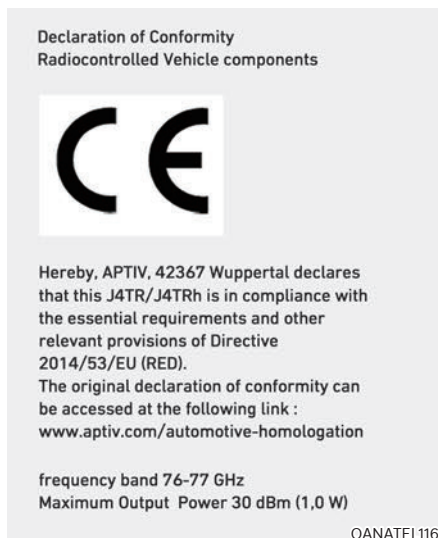 Declaration of Conformity
Radiocontrolled Vehicle components
CE
Hereby, APTIV, 42367 Wuppertal declares
that this J4TR/J4TRh is in compliance with
the essential requirements and other
relevant provisions of Directive
2014/53/EU (RED).
The original declaration of conformity can
be accessed at the following link :
www.aptiv.com/automotive-homologation
frequency band 76-77 GHz
Maximum Output Power 30 dBm (1,0 W)
OANATEL116